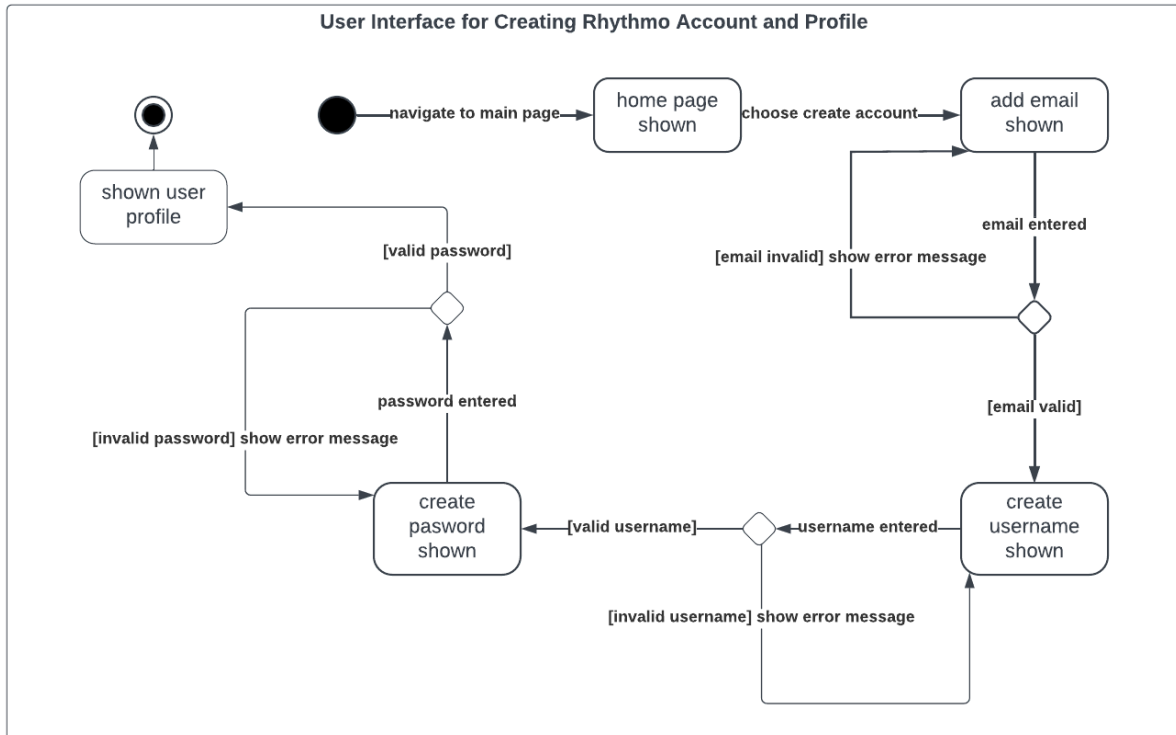 User Interface for Creating Rhythmo Account and Profile
navigate to main page
home page
shown
choose create account
add email
shown
email entered
[email invalid] show error message
[email valid]
create
username
shown
username entered
[invalid username] show error message
[valid username]
create
pasword
shown
password entered
[invalid password] show error message
[valid password]
shown user
profile